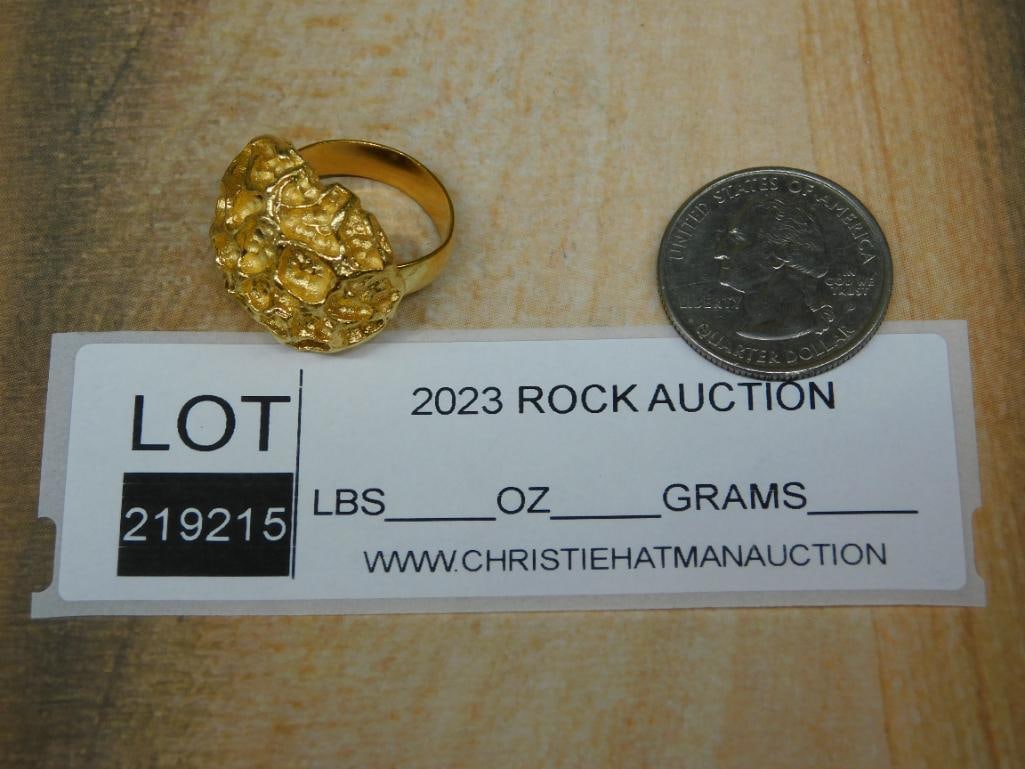 UNITED STATES OF AMERICA
LIBERTY
IN
GOD WE
TRUST
QUARTER DOLLAR
LOT
219215
2023 ROCK AUCTION
LBS_____OZ_____GRAMS_____
WWW.CHRISTIEHATMANAUCTION